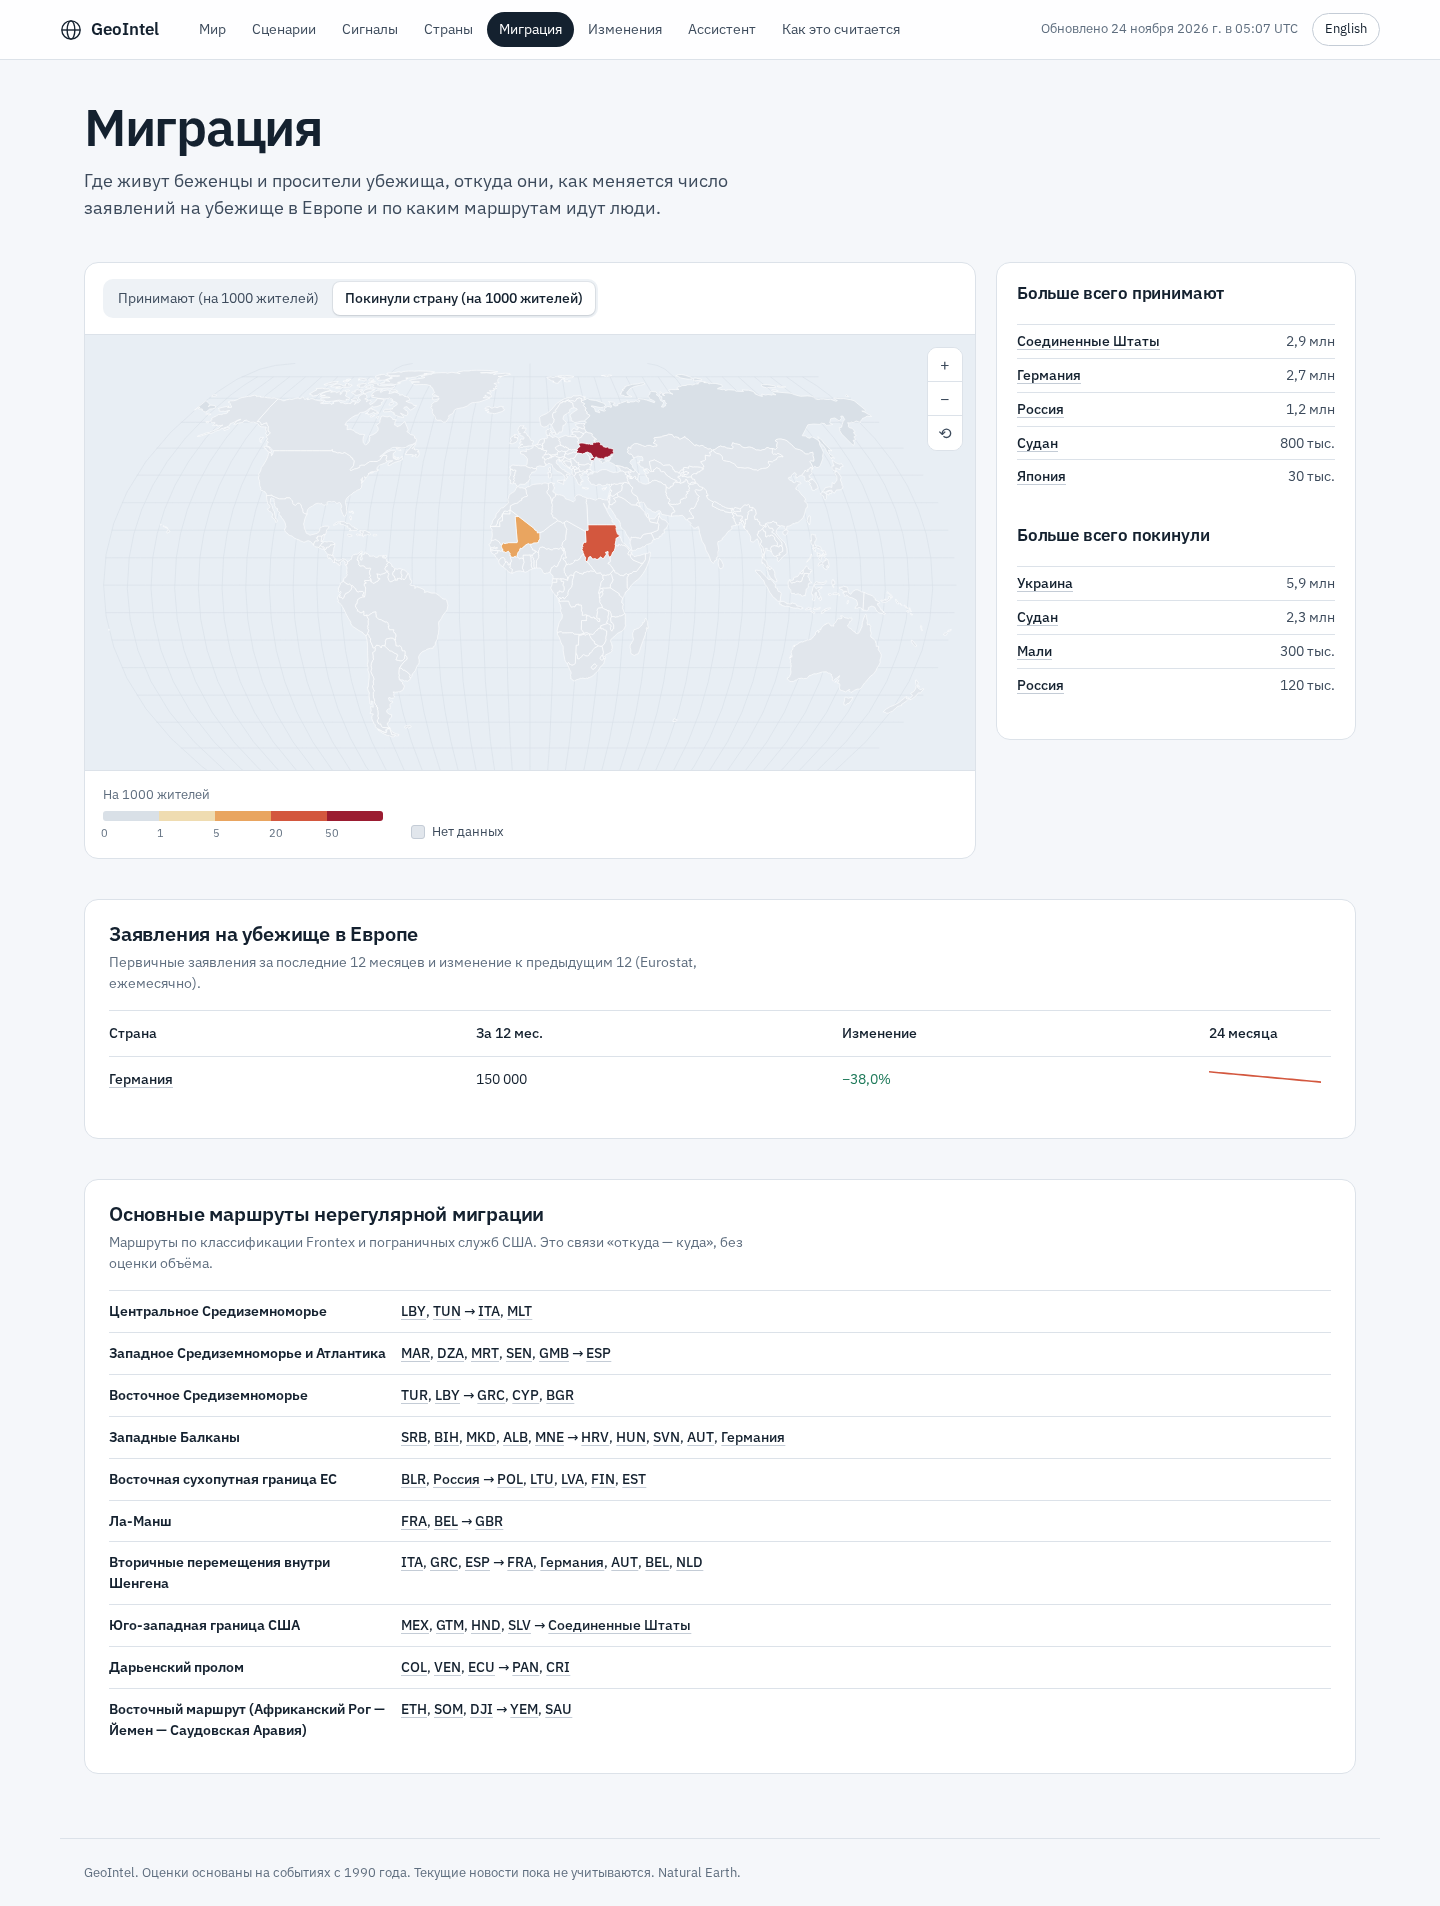 GeoIntel
Мир
Сценарии
Сигналы
Страны
Миграция
Изменения
Ассистент
Как это считается
Обновлено 24 ноября 2026 г. в 05:07 UTC
English
Миграция
Где живут беженцы и просители убежища, откуда они, как меняется число
заявлений на убежище в Европе и по каким маршрутам идут люди.
Принимают (на 1000 жителей)
Покинули страну (на 1000 жителей)
+
−
⟲
На 1000 жителей
0 1 5 20 50
Нет данных
Больше всего принимают
Соединенные Штаты 2,9 млн
Германия 2,7 млн
Россия 1,2 млн
Судан 800 тыс.
Япония 30 тыс.
Больше всего покинули
Украина 5,9 млн
Судан 2,3 млн
Мали 300 тыс.
Россия 120 тыс.
Заявления на убежище в Европе
Первичные заявления за последние 12 месяцев и изменение к предыдущим 12 (Eurostat,
ежемесячно).
Страна За 12 мес. Изменение 24 месяца
Германия 150 000 −38,0%
Основные маршруты нерегулярной миграции
Маршруты по классификации Frontex и пограничных служб США. Это связи «откуда — куда», без
оценки объёма.
Центральное Средиземноморье LBY, TUN → ITA, MLT
Западное Средиземноморье и Атлантика MAR, DZA, MRT, SEN, GMB → ESP
Восточное Средиземноморье TUR, LBY → GRC, CYP, BGR
Западные Балканы SRB, BIH, MKD, ALB, MNE → HRV, HUN, SVN, AUT, Германия
Восточная сухопутная граница ЕС BLR, Россия → POL, LTU, LVA, FIN, EST
Ла-Манш FRA, BEL → GBR
Вторичные перемещения внутри
Шенгена
ITA, GRC, ESP → FRA, Германия, AUT, BEL, NLD
Юго-западная граница США MEX, GTM, HND, SLV → Соединенные Штаты
Дарьенский пролом COL, VEN, ECU → PAN, CRI
Восточный маршрут (Африканский Рог —
Йемен — Саудовская Аравия)
ETH, SOM, DJI → YEM, SAU
GeoIntel. Оценки основаны на событиях с 1990 года. Текущие новости пока не учитываются. Natural Earth.